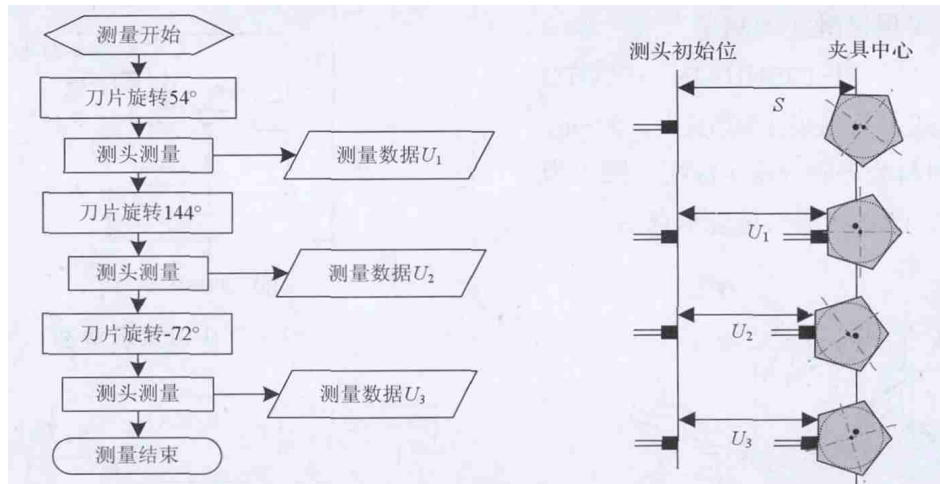 测量开始
刀片旋转54°
测头测量
测量数据U₁
刀片旋转144°
测头测量
测量数据U₂
刀片旋转-72°
测头测量
测量数据U₃
测量结束
测头初始位
夹具中心
S
U₁
U₂
U₃